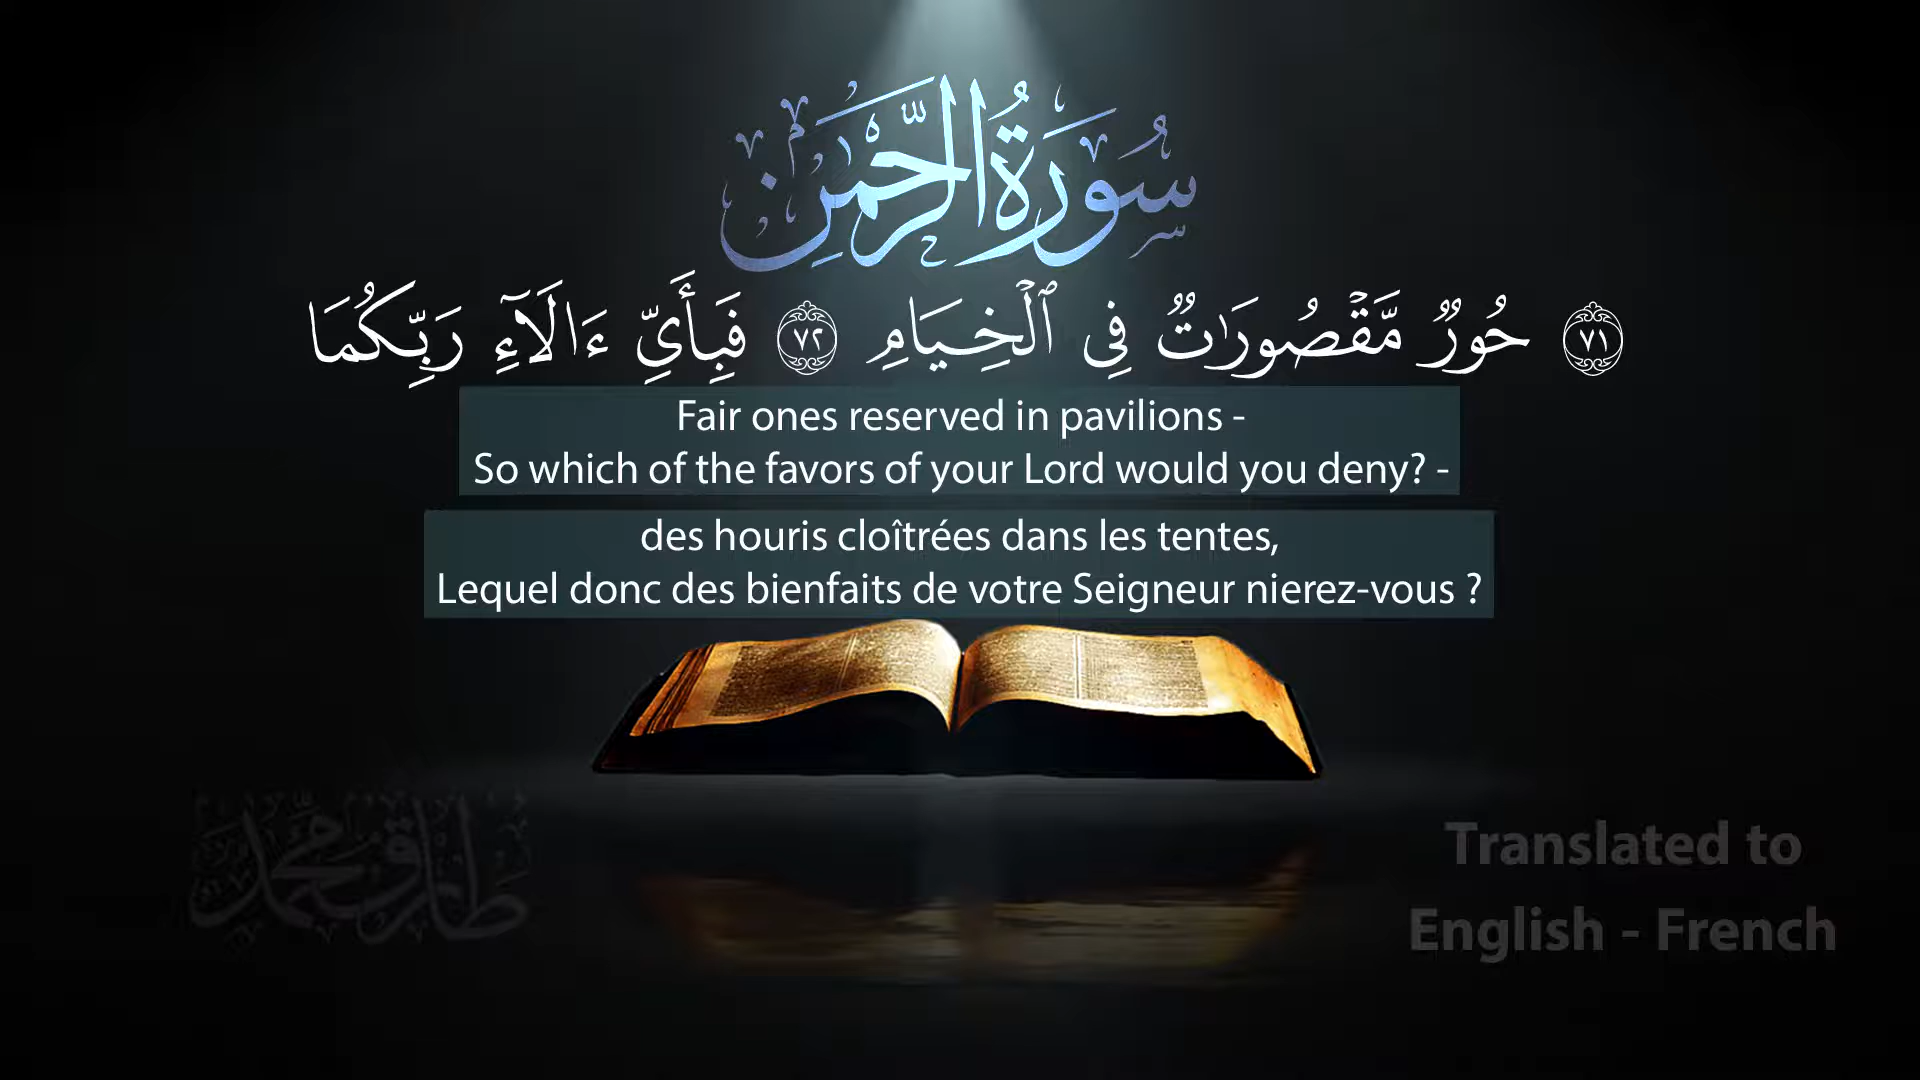 سُورَةُ الرَّحْمَٰنِ
٧١ حُورٌ مَّقْصُورَٰتٌ فِى ٱلْخِيَامِ ٧٢ فَبِأَىِّ ءَالَآءِ رَبِّكُمَا
Fair ones reserved in pavilions -
So which of the favors of your Lord would you deny? -
des houris cloîtrées dans les tentes,
Lequel donc des bienfaits de votre Seigneur nierez-vous ?
طارق محمد
Translated to
English - French